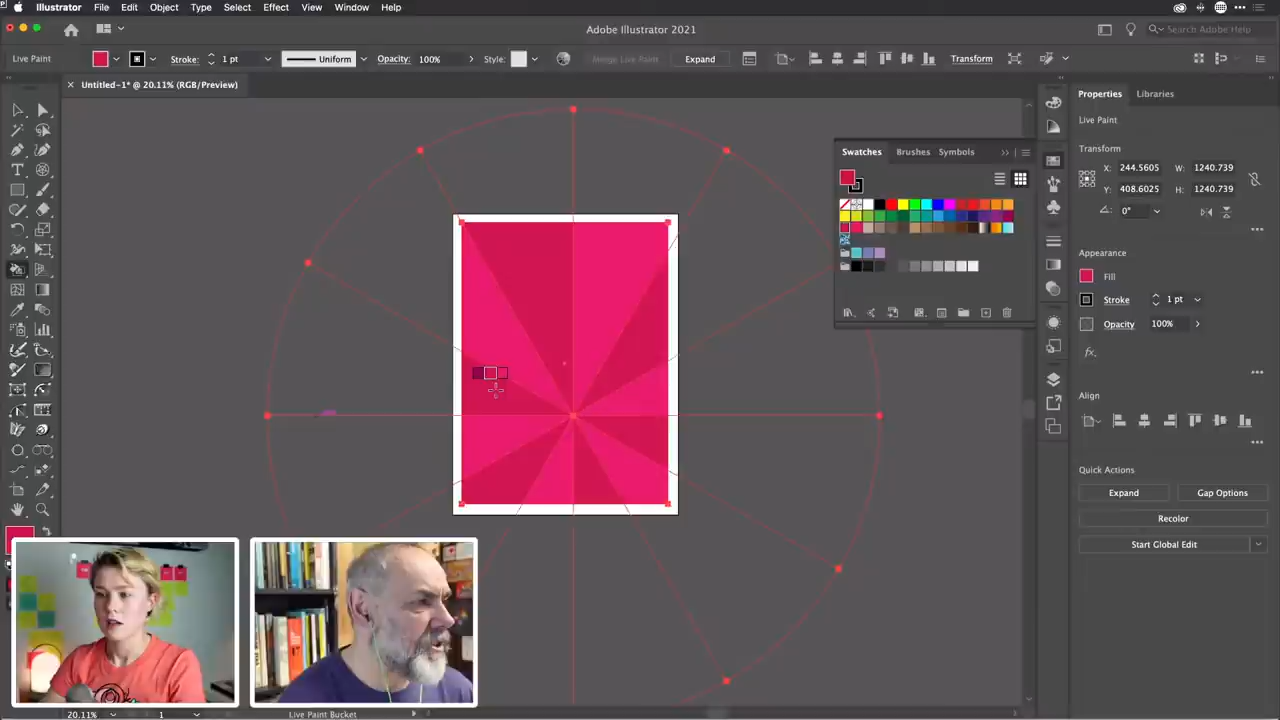 Illustrator File Edit Object Type Select Effect View Window Help
Adobe Illustrator 2021
Search Adobe Help
Live Paint
Stroke:
1 pt
Uniform
Opacity:
100%
Style:
Merge Live Paint
Expand
Transform
Untitled-1* @ 20.11% (RGB/Preview)
Swatches
Brushes
Symbols
Properties
Libraries
Live Paint
Transform
X:
244.5605
W:
1240.739
Y:
408.6025
H:
1240.739
0°
Appearance
Fill
Stroke
1 pt
Opacity
100%
fx.
Align
Quick Actions
Expand
Gap Options
Recolor
Start Global Edit
20.11%
1
Live Paint Bucket